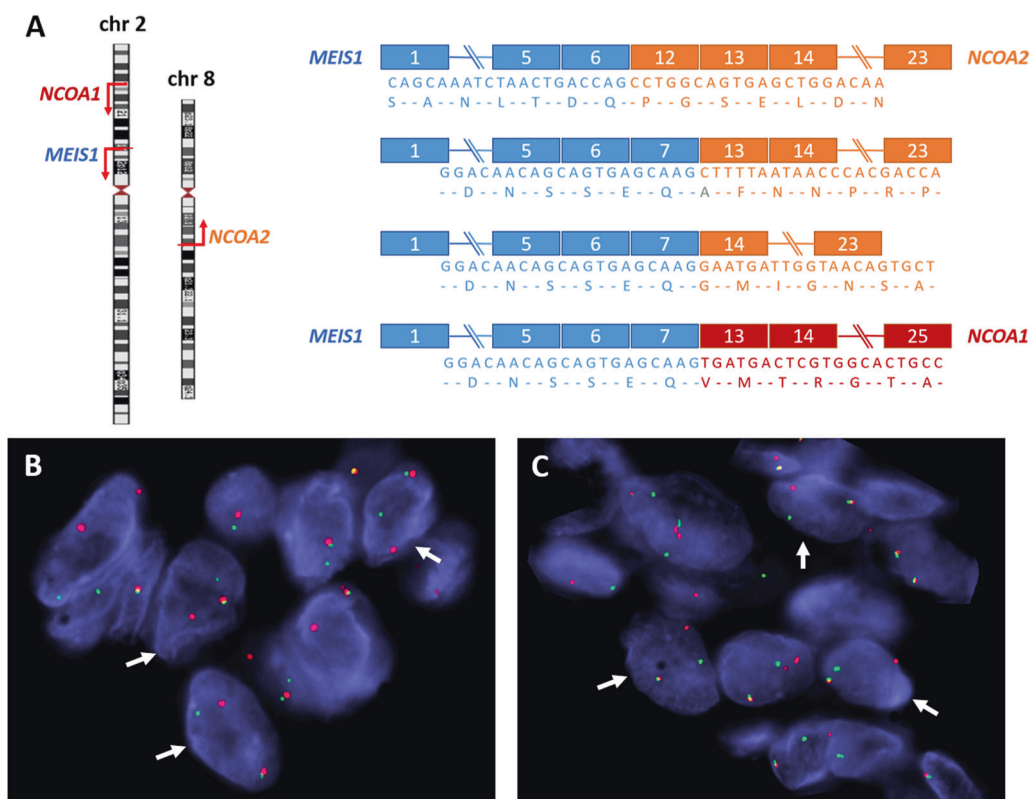 A
chr 2
chr 8
NCOA1
MEIS1
NCOA2
MEIS1 1 5 6 12 13 14 23 NCOA2
CAGCAAATCTAACTGACCAGCCTGGCAGTGAGCTGGACAA
S--A--N--L--T--D--Q--P--G--S--E--L--D--N
1 5 6 7 13 14 23
GGACAACAGCAGTGAGCAAGCTTTTAATAACCCACGACCA
--D--N--S--S--E--Q--A--F--N--N--P--R--P-
1 5 6 7 14 23
GGACAACAGCAGTGAGCAAGGAATGATTGGTAACAGTGCT
--D--N--S--S--E--Q--G--M--I--G--N--S--A-
MEIS1 1 5 6 7 13 14 25 NCOA1
GGACAACAGCAGTGAGCAAGTGATGACTCGTGGCACTGCC
--D--N--S--S--E--Q--V--M--T--R--G--T--A-
B
C